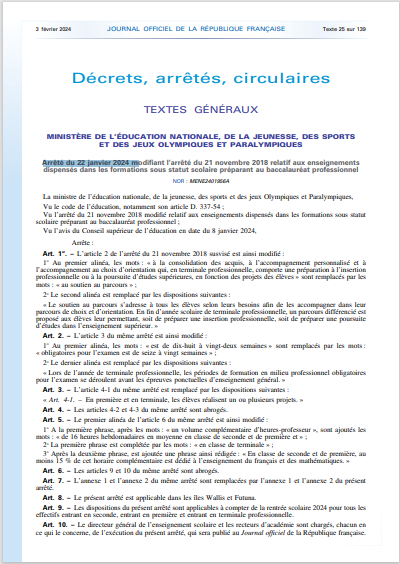 3 février 2024
JOURNAL OFFICIEL DE LA RÉPUBLIQUE FRANÇAISE
Texte 25 sur 139
Décrets, arrêtés, circulaires
TEXTES GÉNÉRAUX
MINISTÈRE DE L'ÉDUCATION NATIONALE, DE LA JEUNESSE, DES SPORTS
ET DES JEUX OLYMPIQUES ET PARALYMPIQUES
Arrêté du 22 janvier 2024 modifiant l'arrêté du 21 novembre 2018 relatif aux enseignements
dispensés dans les formations sous statut scolaire préparant au baccalauréat professionnel
NOR : MENE2401966A
La ministre de l'éducation nationale, de la jeunesse, des sports et des jeux Olympiques et Paralympiques,
Vu le code de l'éducation, notamment son article D. 337-54 ;
Vu l'arrêté du 21 novembre 2018 modifié relatif aux enseignements dispensés dans les formations sous statut
scolaire préparant au baccalauréat professionnel ;
Vu l'avis du Conseil supérieur de l'éducation en date du 8 janvier 2024,
Arrête :
Art. 1er. – L'article 2 de l'arrêté du 21 novembre 2018 susvisé est ainsi modifié :
1° Au premier alinéa, les mots : « à la consolidation des acquis, à l'accompagnement personnalisé et à
l'accompagnement au choix d'orientation qui, en terminale professionnelle, comporte une préparation à l'insertion
professionnelle ou à la poursuite d'études supérieures, en fonction des projets des élèves » sont remplacés par les
mots : « au soutien au parcours » ;
2° Le second alinéa est remplacé par les dispositions suivantes :
« Le soutien au parcours s'adresse à tous les élèves selon leurs besoins afin de les accompagner dans leur
parcours de choix et d'orientation. En fin d'année scolaire de terminale professionnelle, un parcours différencié est
proposé aux élèves leur permettant, soit de préparer une insertion professionnelle, soit de préparer une poursuite
d'études dans l'enseignement supérieur. »
Art. 2. – L'article 3 du même arrêté est ainsi modifié :
1° Au premier alinéa, les mots : « est de dix-huit à vingt-deux semaines » sont remplacés par les mots :
« obligatoires pour l'examen est de seize à vingt semaines » ;
2° Le dernier alinéa est remplacé par les dispositions suivantes :
« Lors de l'année de terminale professionnelle, les périodes de formation en milieu professionnel obligatoires
pour l'examen se déroulent avant les épreuves ponctuelles d'enseignement général. »
Art. 3. – L'article 4-1 du même arrêté est remplacé par les dispositions suivantes :
« Art. 4-1. – En première et en terminale, les élèves réalisent un ou plusieurs projets. »
Art. 4. – Les articles 4-2 et 4-3 du même arrêté sont abrogés.
Art. 5. – Le premier alinéa de l'article 6 du même arrêté est ainsi modifié :
1° A la première phrase, après les mots : « un volume complémentaire d'heures-professeur », sont ajoutés les
mots : « de 16 heures hebdomadaires en moyenne en classe de seconde et de première et » ;
2° La première phrase est complétée par les mots : « en classe de terminale » ;
3° Après la deuxième phrase, est ajoutée une phrase ainsi rédigée : « En classe de seconde et de première, au
moins 15 % de cet horaire complémentaire est dédié à l'enseignement du français et des mathématiques. »
Art. 6. – Les articles 9 et 10 du même arrêté sont abrogés.
Art. 7. – L'annexe 1 et l'annexe 2 du même arrêté sont remplacées par l'annexe 1 et l'annexe 2 du présent
arrêté.
Art. 8. – Le présent arrêté est applicable dans les îles Wallis et Futuna.
Art. 9. – Les dispositions du présent arrêté sont applicables à compter de la rentrée scolaire 2024 pour tous les
effectifs entrant en seconde, entrant en première et entrant en terminale professionnelle.
Art. 10. – Le directeur général de l'enseignement scolaire et les recteurs d'académie sont chargés, chacun en
ce qui le concerne, de l'exécution du présent arrêté, qui sera publié au Journal officiel de la République française.